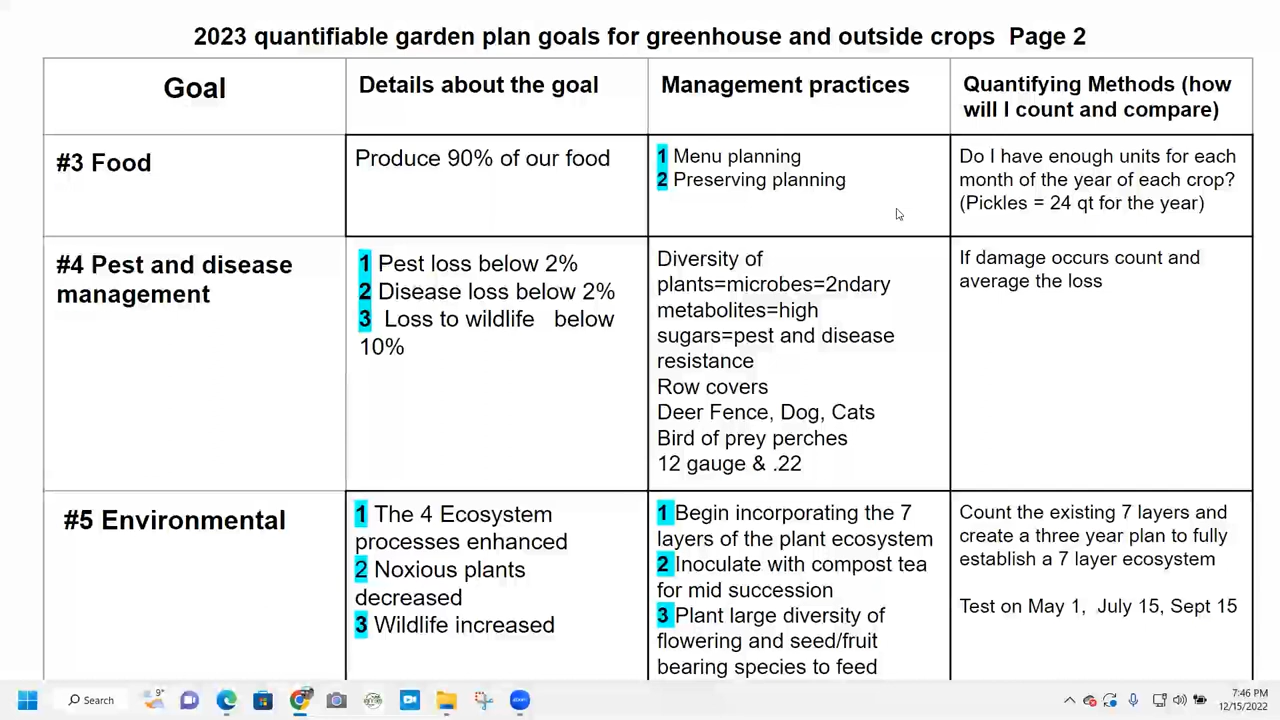 2023 quantifiable garden plan goals for greenhouse and outside crops Page 2
Goal
Details about the goal
Management practices
Quantifying Methods (how
will I count and compare)
#3 Food
Produce 90% of our food
1 Menu planning
2 Preserving planning
Do I have enough units for each
month of the year of each crop?
(Pickles = 24 qt for the year)
#4 Pest and disease
management
1 Pest loss below 2%
2 Disease loss below 2%
3 Loss to wildlife below
10%
Diversity of
plants=microbes=2ndary
metabolites=high
sugars=pest and disease
resistance
Row covers
Deer Fence, Dog, Cats
Bird of prey perches
12 gauge & .22
If damage occurs count and
average the loss
#5 Environmental
1 The 4 Ecosystem
processes enhanced
2 Noxious plants
decreased
3 Wildlife increased
1 Begin incorporating the 7
layers of the plant ecosystem
2 Inoculate with compost tea
for mid succession
3 Plant large diversity of
flowering and seed/fruit
bearing species to feed
Count the existing 7 layers and
create a three year plan to fully
establish a 7 layer ecosystem
Test on May 1, July 15, Sept 15
Search
9°
zoom
7:46 PM
12/15/2022